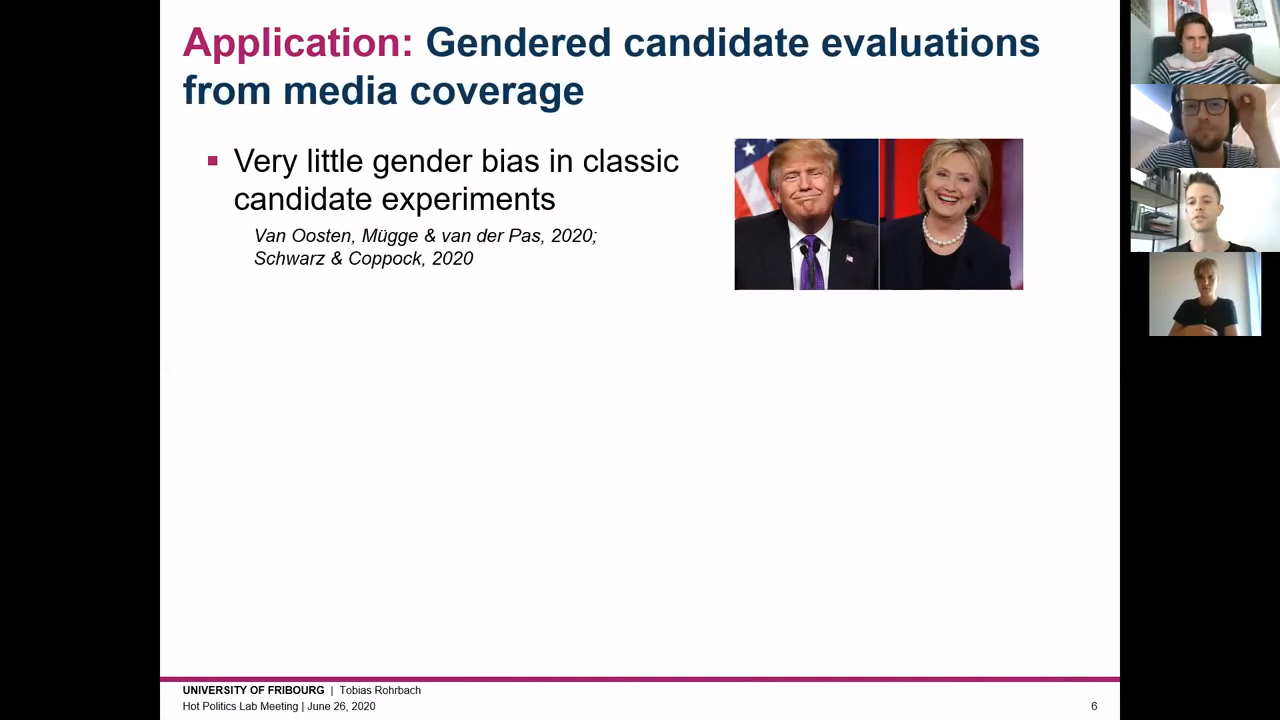 Application: Gendered candidate evaluations
from media coverage
Very little gender bias in classic
candidate experiments
Van Oosten, Mügge & van der Pas, 2020;
Schwarz & Coppock, 2020
UNIVERSITY OF FRIBOURG | Tobias Rohrbach
Hot Politics Lab Meeting | June 26, 2020
6